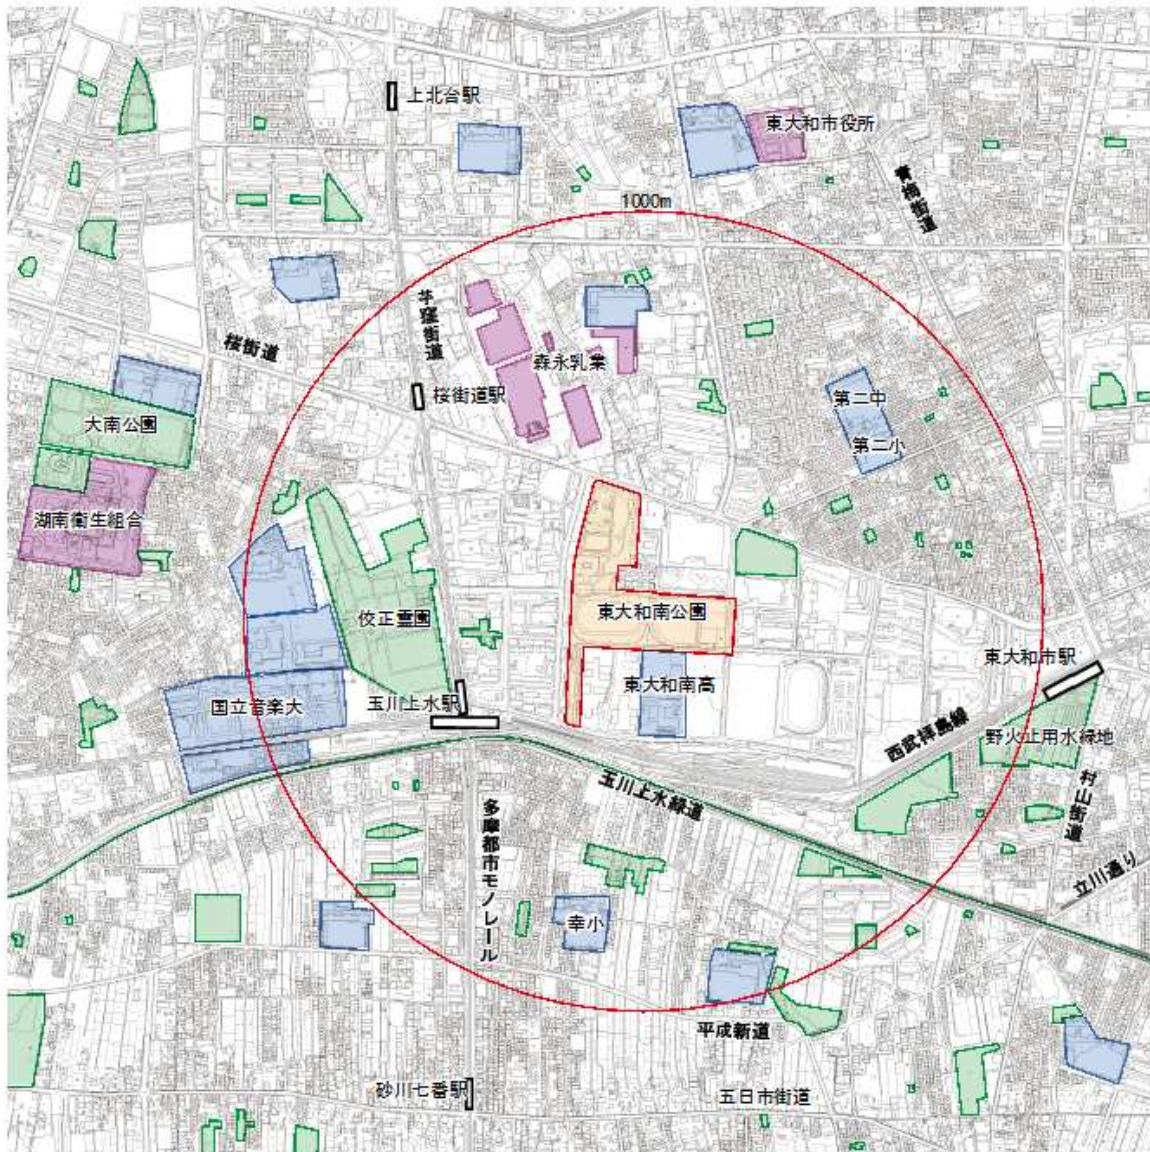 上北台駅
東大和市役所
青梅街道
1000m
芋窪街道
桜街道
森永乳業
桜街道駅
第二中
大南公園
第二小
湖南衛生組合
佼正霊園
東大和南公園
東大和市駅
東大和南高
国立音楽大
玉川上水駅
西武拝島線
野火止用水緑地
玉川上水緑道
村山街道
多摩都市モノレール
立川通り
幸小
平成新道
砂川七番駅
五日市街道